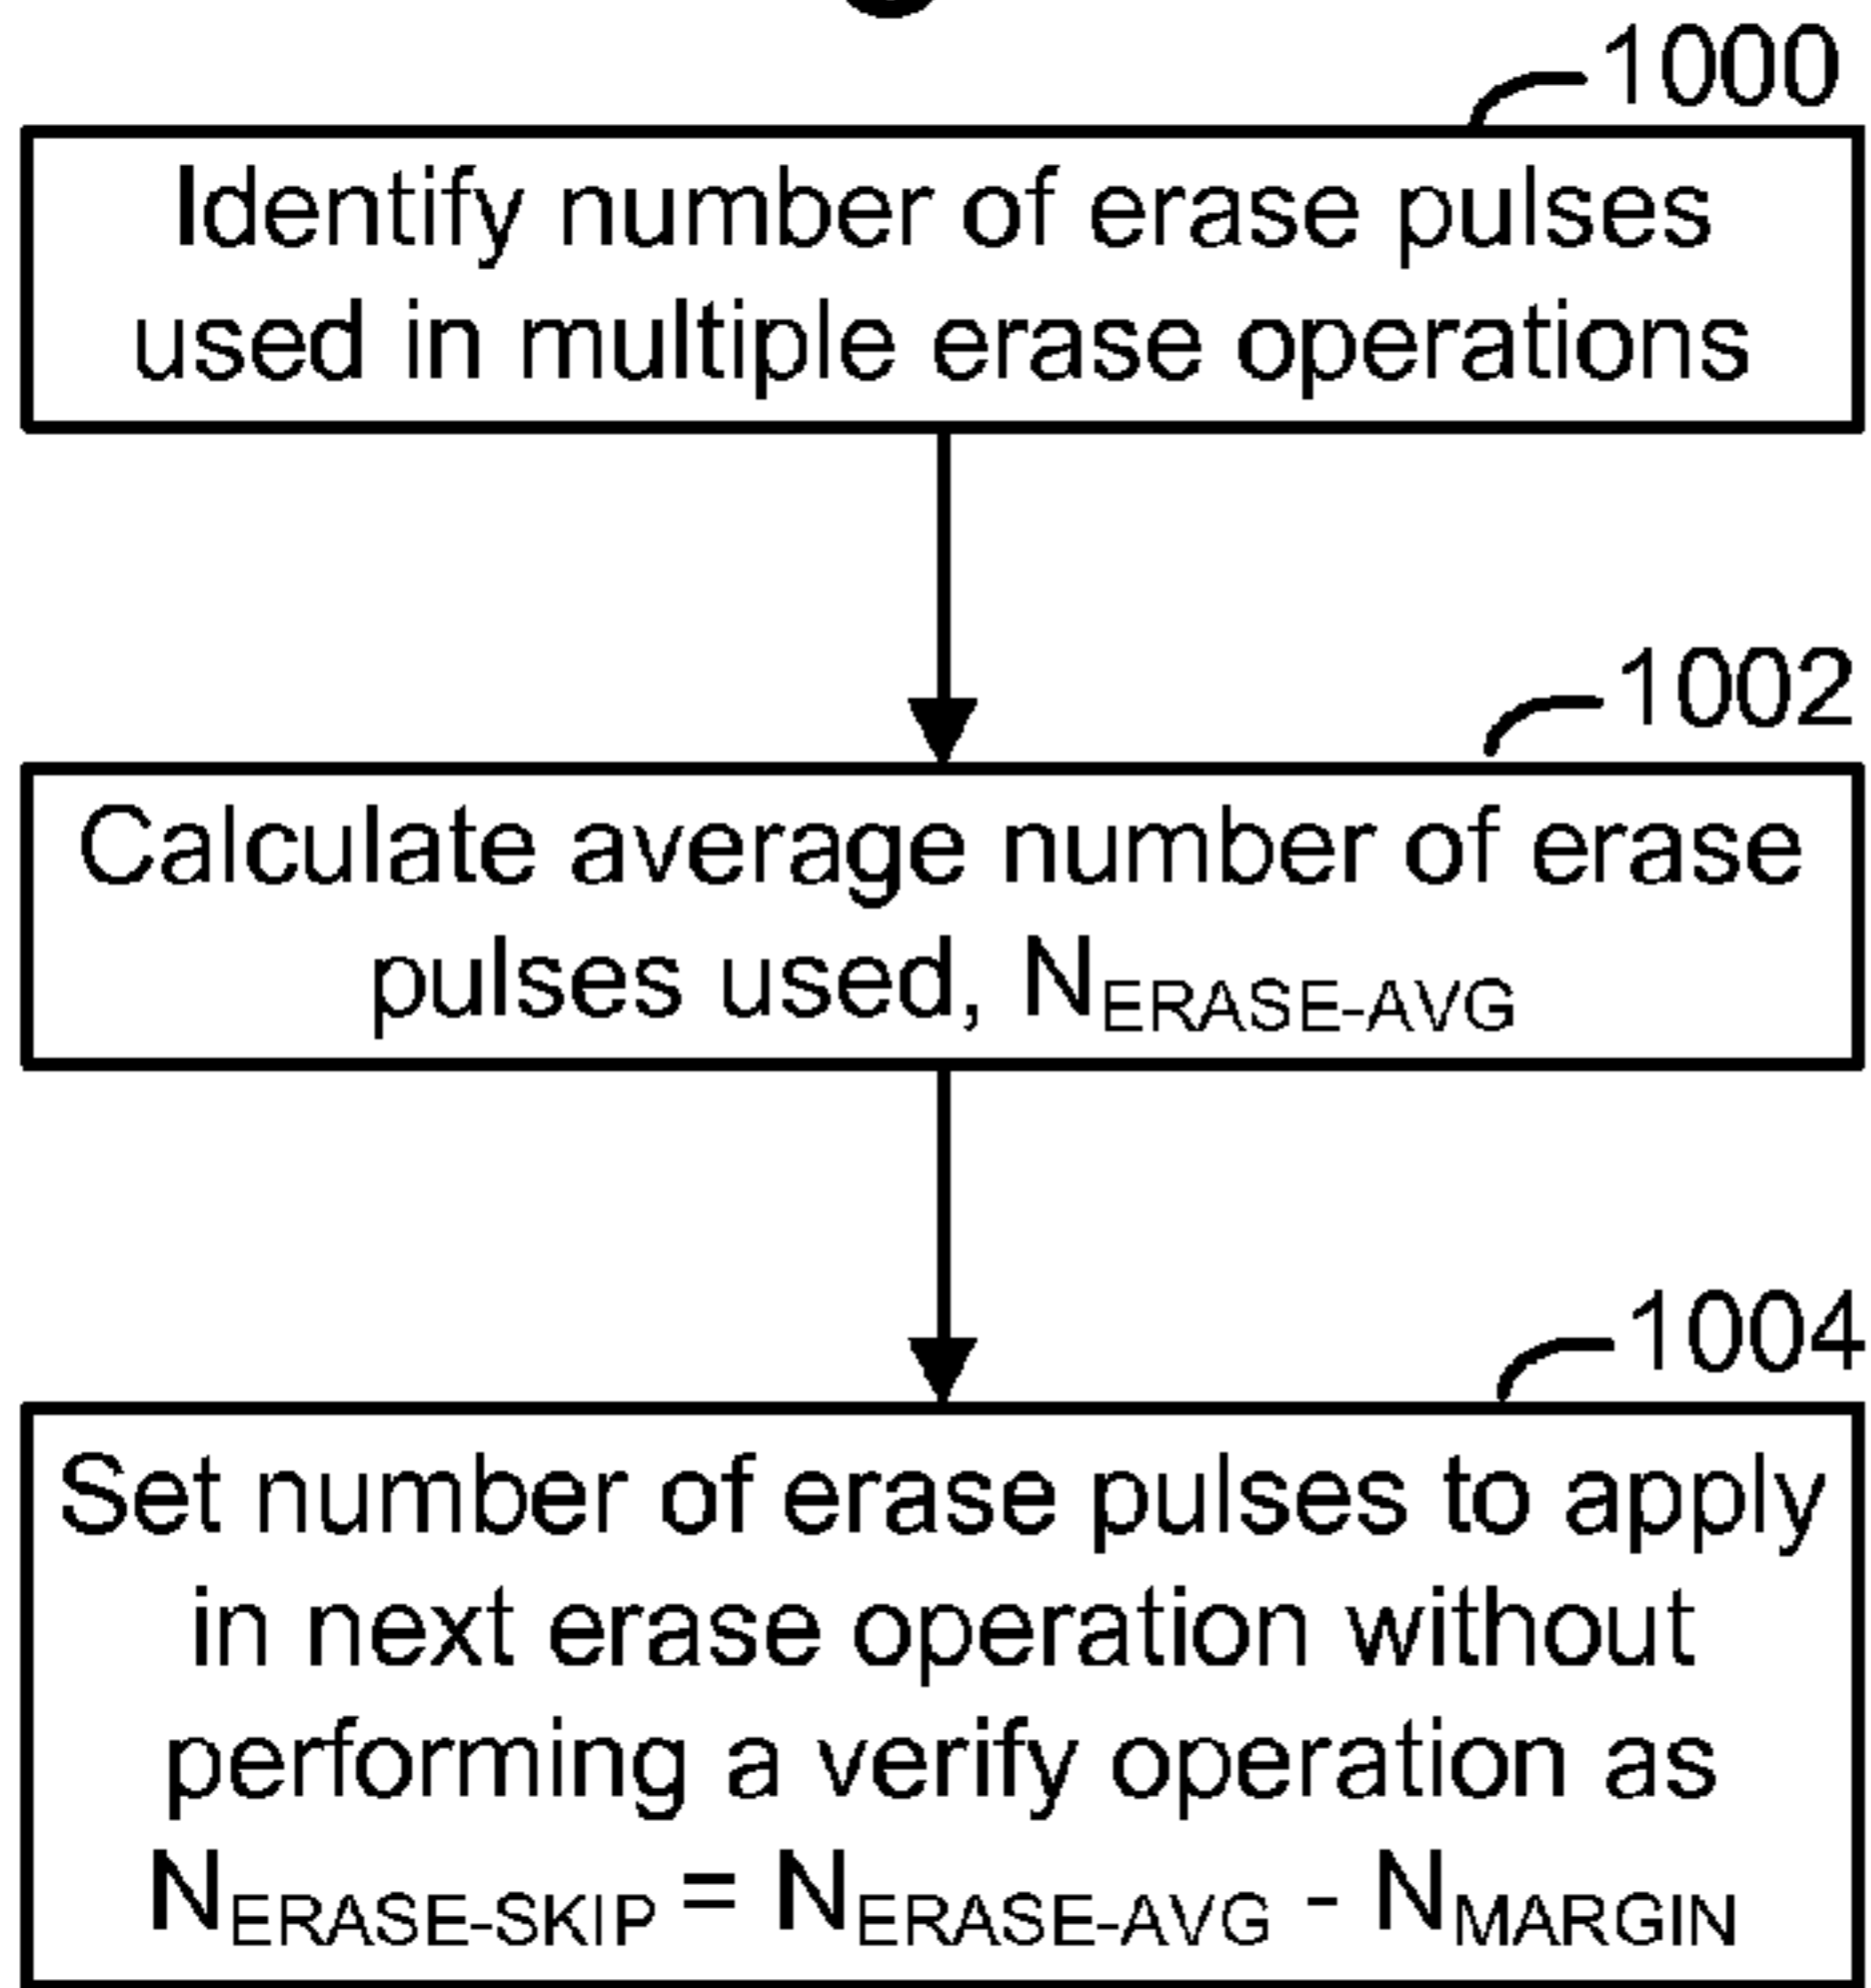 1000
Identify number of erase pulses
used in multiple erase operations
1002
Calculate average number of erase
pulses used, NERASE-AVG
1004
Set number of erase pulses to apply
in next erase operation without
performing a verify operation as
NERASE-SKIP = NERASE-AVG - NMARGIN